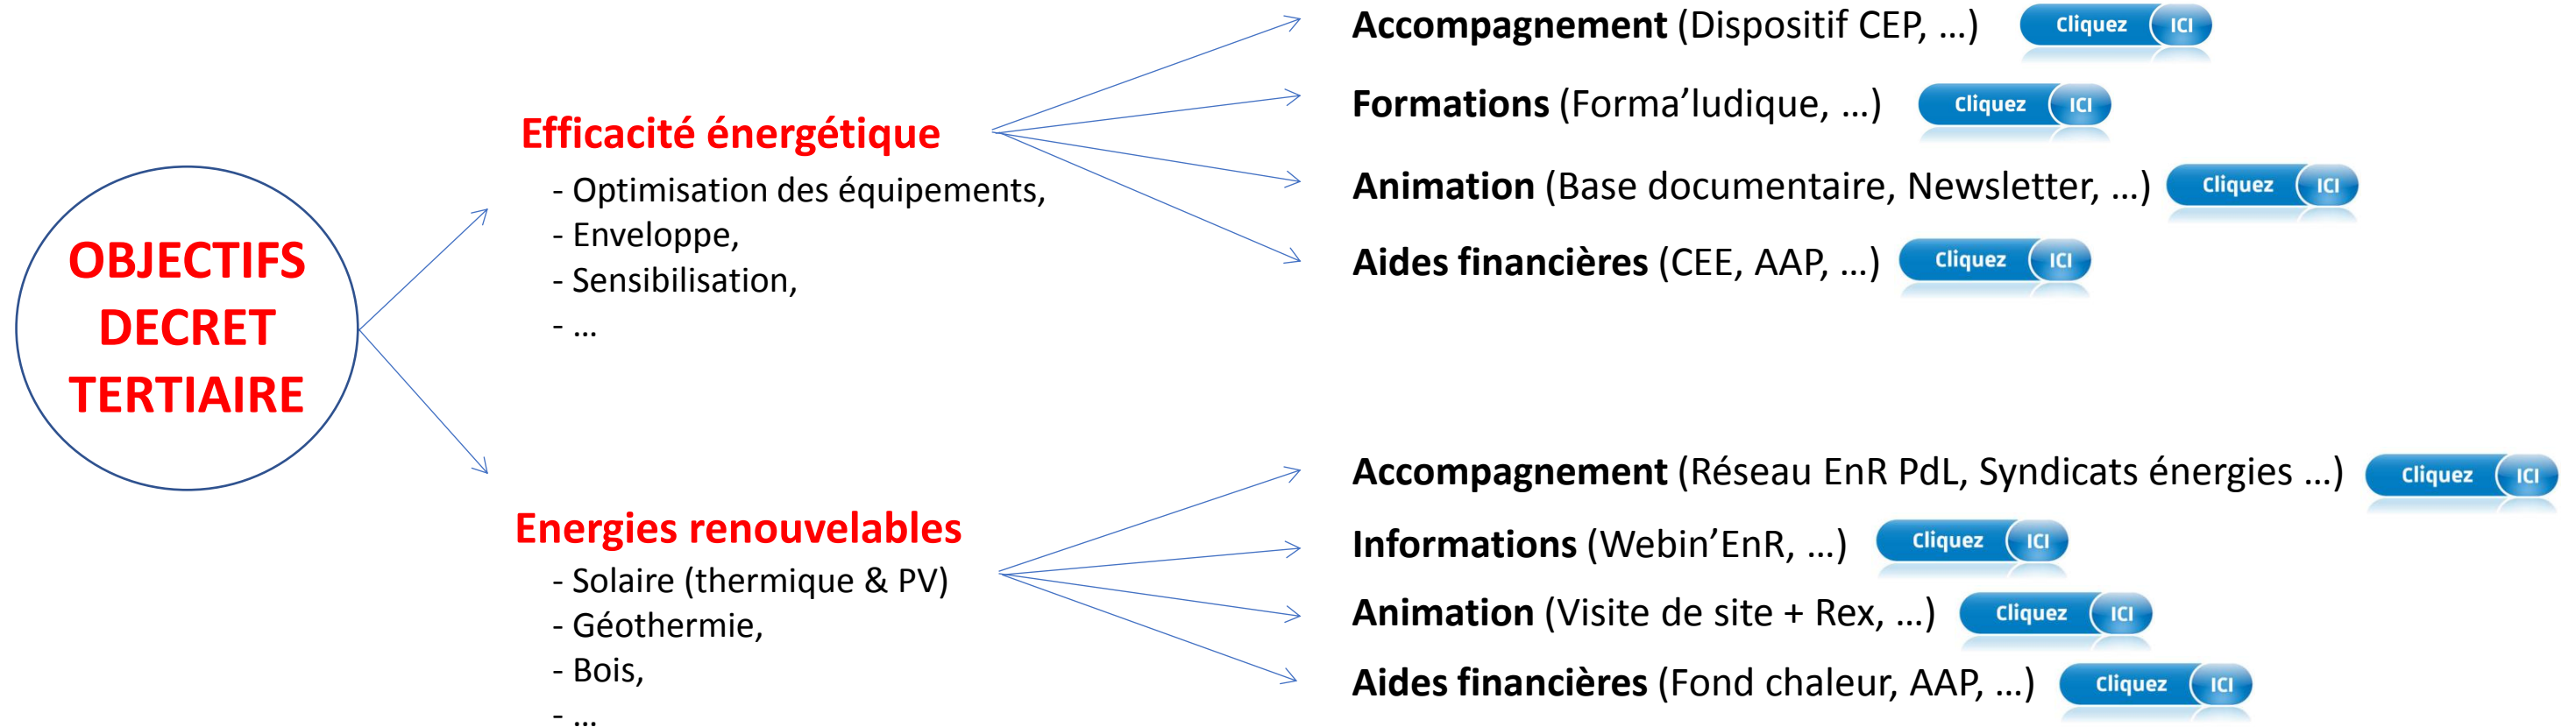 OBJECTIFS
DECRET
TERTIAIRE
Efficacité énergétique
- Optimisation des équipements,
- Enveloppe,
- Sensibilisation,
- ...
Accompagnement (Dispositif CEP, ...) Cliquez ICI
Formations (Forma’ludique, ...) Cliquez ICI
Animation (Base documentaire, Newsletter, ...) Cliquez ICI
Aides financières (CEE, AAP, ...) Cliquez ICI
Energies renouvelables
- Solaire (thermique & PV)
- Géothermie,
- Bois,
- ...
Accompagnement (Réseau EnR PdL, Syndicats énergies ...) Cliquez ICI
Informations (Webin’EnR, ...) Cliquez ICI
Animation (Visite de site + Rex, ...) Cliquez ICI
Aides financières (Fond chaleur, AAP, ...) Cliquez ICI